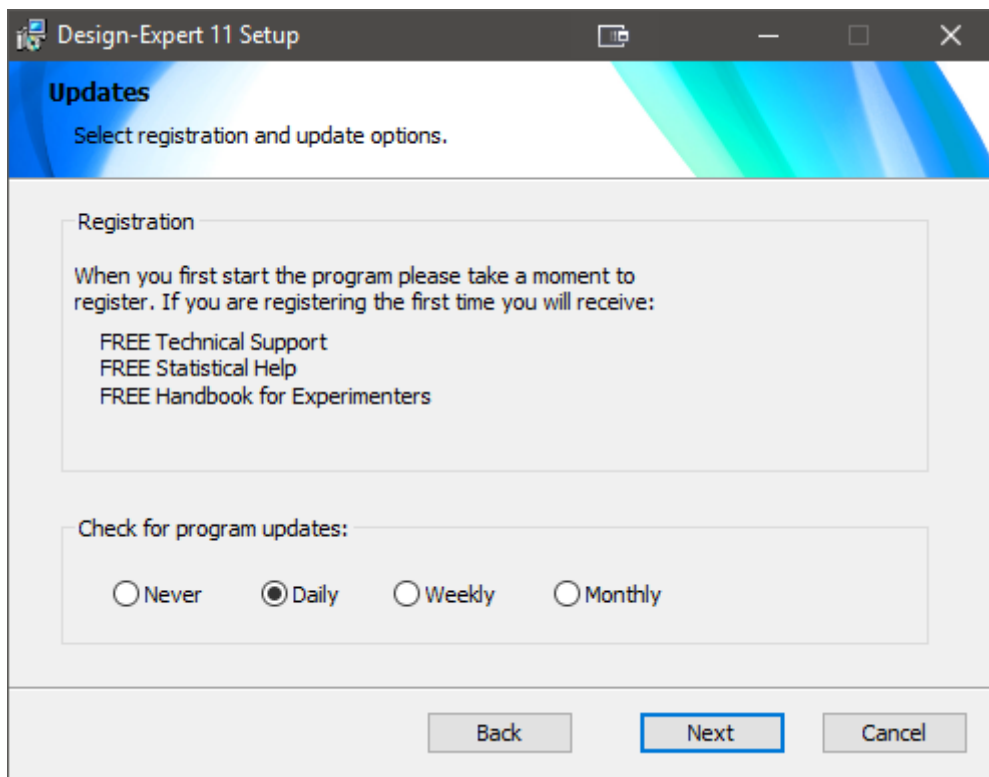 Design-Expert 11 Setup
Updates
Select registration and update options.
Registration
When you first start the program please take a moment to
register. If you are registering the first time you will receive:
FREE Technical Support
FREE Statistical Help
FREE Handbook for Experimenters
Check for program updates:
Never Daily Weekly Monthly
Back Next Cancel